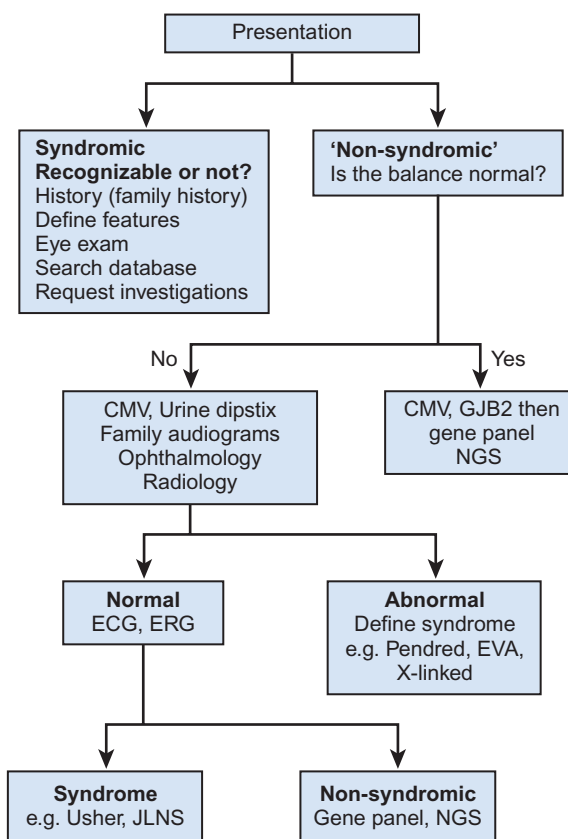 Presentation
Syndromic
Recognizable or not?
History (family history)
Define features
Eye exam
Search database
Request investigations
‘Non-syndromic’
Is the balance normal?
No
Yes
CMV, Urine dipstix
Family audiograms
Ophthalmology
Radiology
CMV, GJB2 then
gene panel
NGS
Normal
ECG, ERG
Abnormal
Define syndrome
e.g. Pendred, EVA,
X-linked
Syndrome
e.g. Usher, JLNS
Non-syndromic
Gene panel, NGS